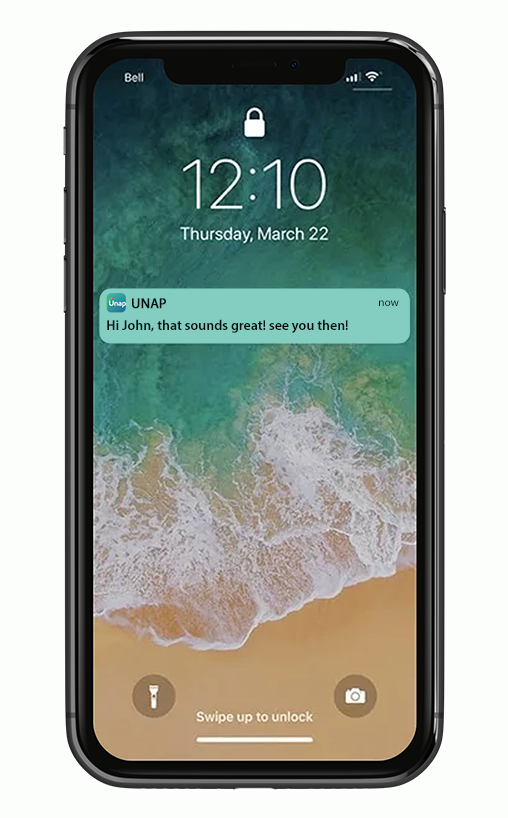 Bell
12:10
Thursday, March 22
Unap UNAP now
Hi John, that sounds great! see you then!
Swipe up to unlock